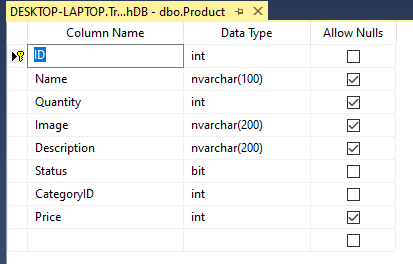 DESKTOP-LAPTOP.Tr...hDB - dbo.Product
Column Name Data Type Allow Nulls
ID int
Name nvarchar(100)
Quantity int
Image nvarchar(200)
Description nvarchar(200)
Status bit
CategoryID int
Price int